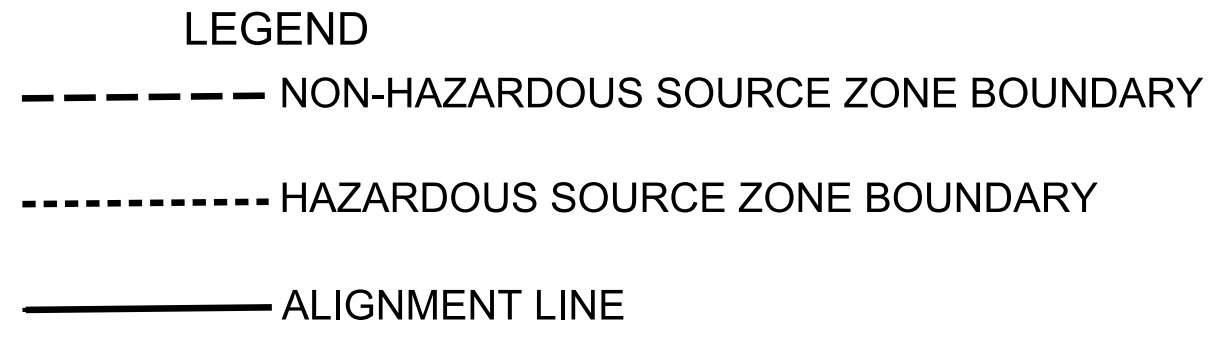 LEGEND
NON-HAZARDOUS SOURCE ZONE BOUNDARY
HAZARDOUS SOURCE ZONE BOUNDARY
ALIGNMENT LINE